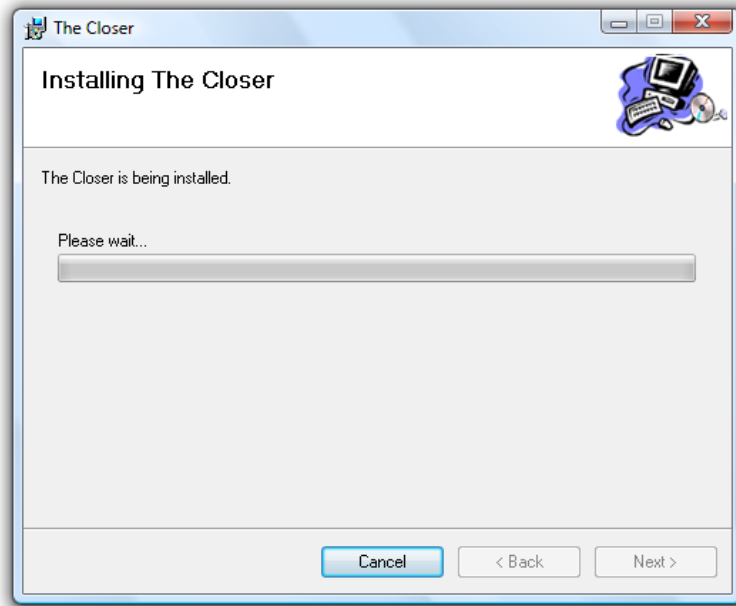 The Closer
Installing The Closer
The Closer is being installed.
Please wait...
Cancel
< Back
Next >